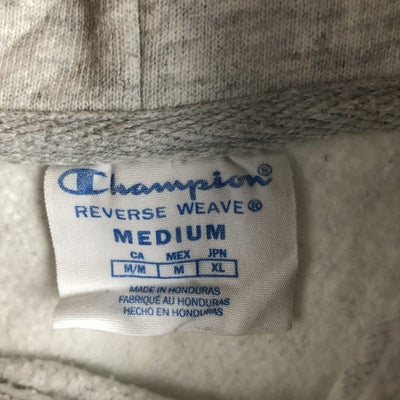 Champion®
REVERSE WEAVE®
MEDIUM
CA MEX JPN
M/M M XL
MADE IN HONDURAS
FABRIQUÉ AU HONDURAS
HECHO EN HONDURAS